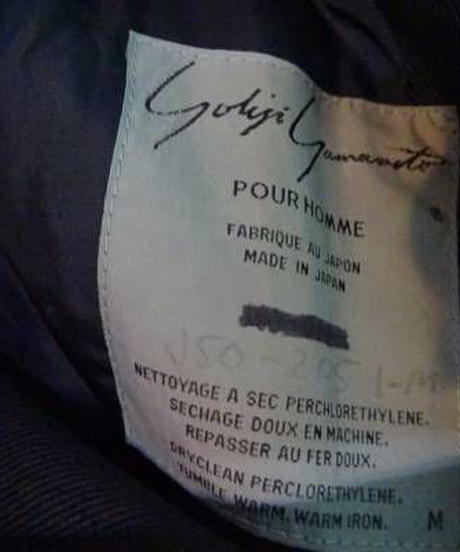 Yohji Yamamoto
POUR HOMME
FABRIQUE AU JAPON
MADE IN JAPAN
NETTOYAGE A SEC PERCHLORETHYLENE.
SECHAGE DOUX EN MACHINE.
REPASSER AU FER DOUX.
DRYCLEAN PERCLORETHYLENE.
TUMBLE WARM. WARM IRON. M